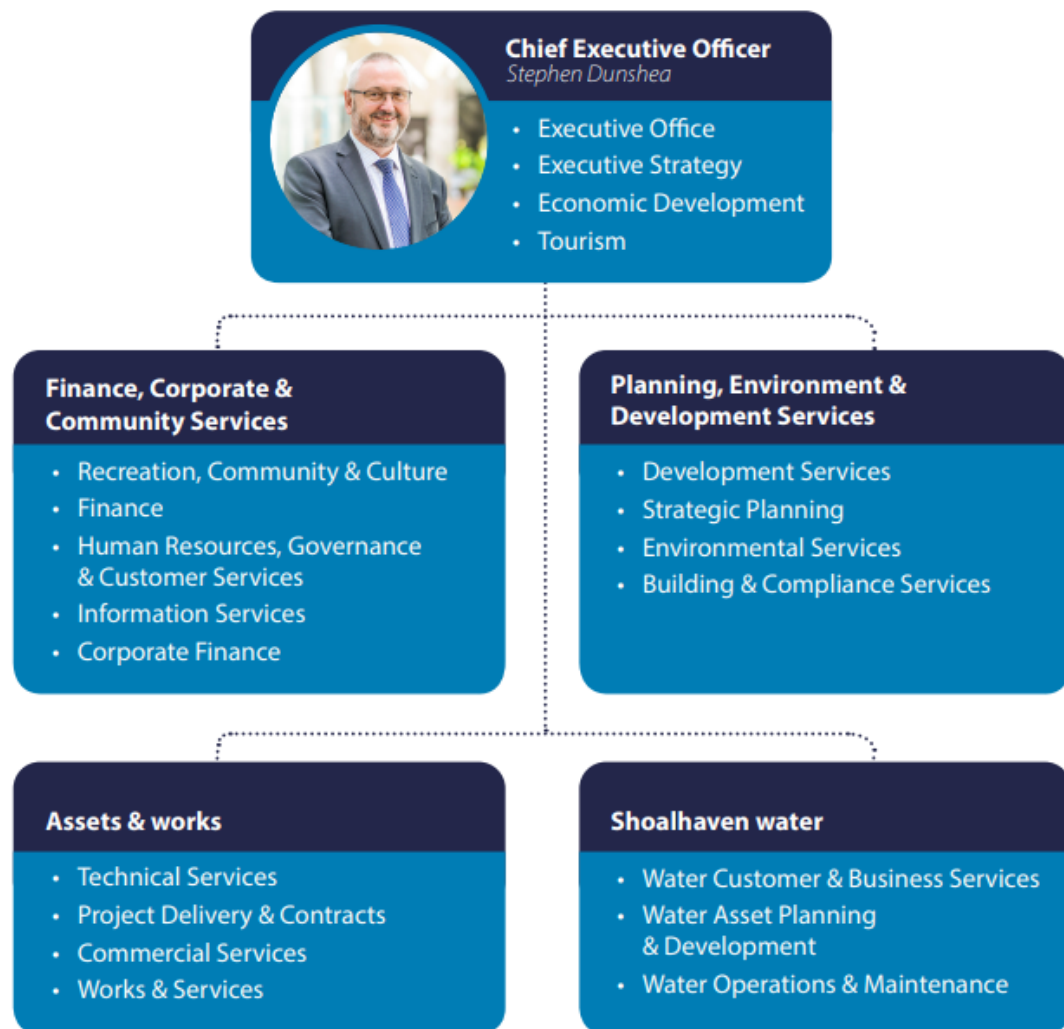 Chief Executive Officer
Stephen Dunshea
• Executive Office
• Executive Strategy
• Economic Development
• Tourism
Finance, Corporate &
Community Services
• Recreation, Community & Culture
• Finance
• Human Resources, Governance
& Customer Services
• Information Services
• Corporate Finance
Planning, Environment &
Development Services
• Development Services
• Strategic Planning
• Environmental Services
• Building & Compliance Services
Assets & works
• Technical Services
• Project Delivery & Contracts
• Commercial Services
• Works & Services
Shoalhaven water
• Water Customer & Business Services
• Water Asset Planning
& Development
• Water Operations & Maintenance